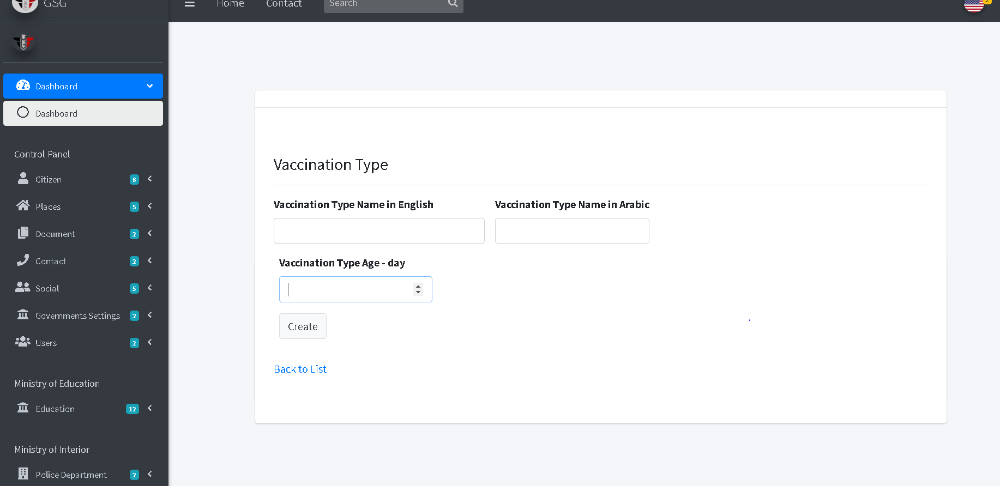 GSG
Home
Contact
Search
2
Dashboard
Dashboard
Control Panel
Citizen 8
Places 5
Document 2
Contact 2
Social 5
Governments Settings 2
Users 2
Ministry of Education
Education 12
Ministry of Interior
Police Department 2
Vaccination Type
Vaccination Type Name in English
Vaccination Type Name in Arabic
Vaccination Type Age - day
Create
Back to List